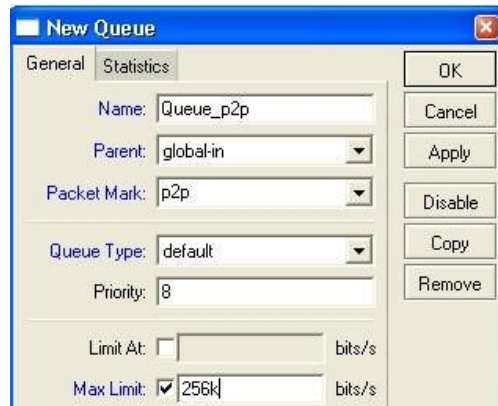 New Queue
General Statistics
OK
Name: Queue_p2p
Cancel
Parent: global-in
Apply
Packet Mark: p2p
Disable
Queue Type: default
Copy
Priority: 8
Remove
Limit At: bits/s
Max Limit: 256k bits/s